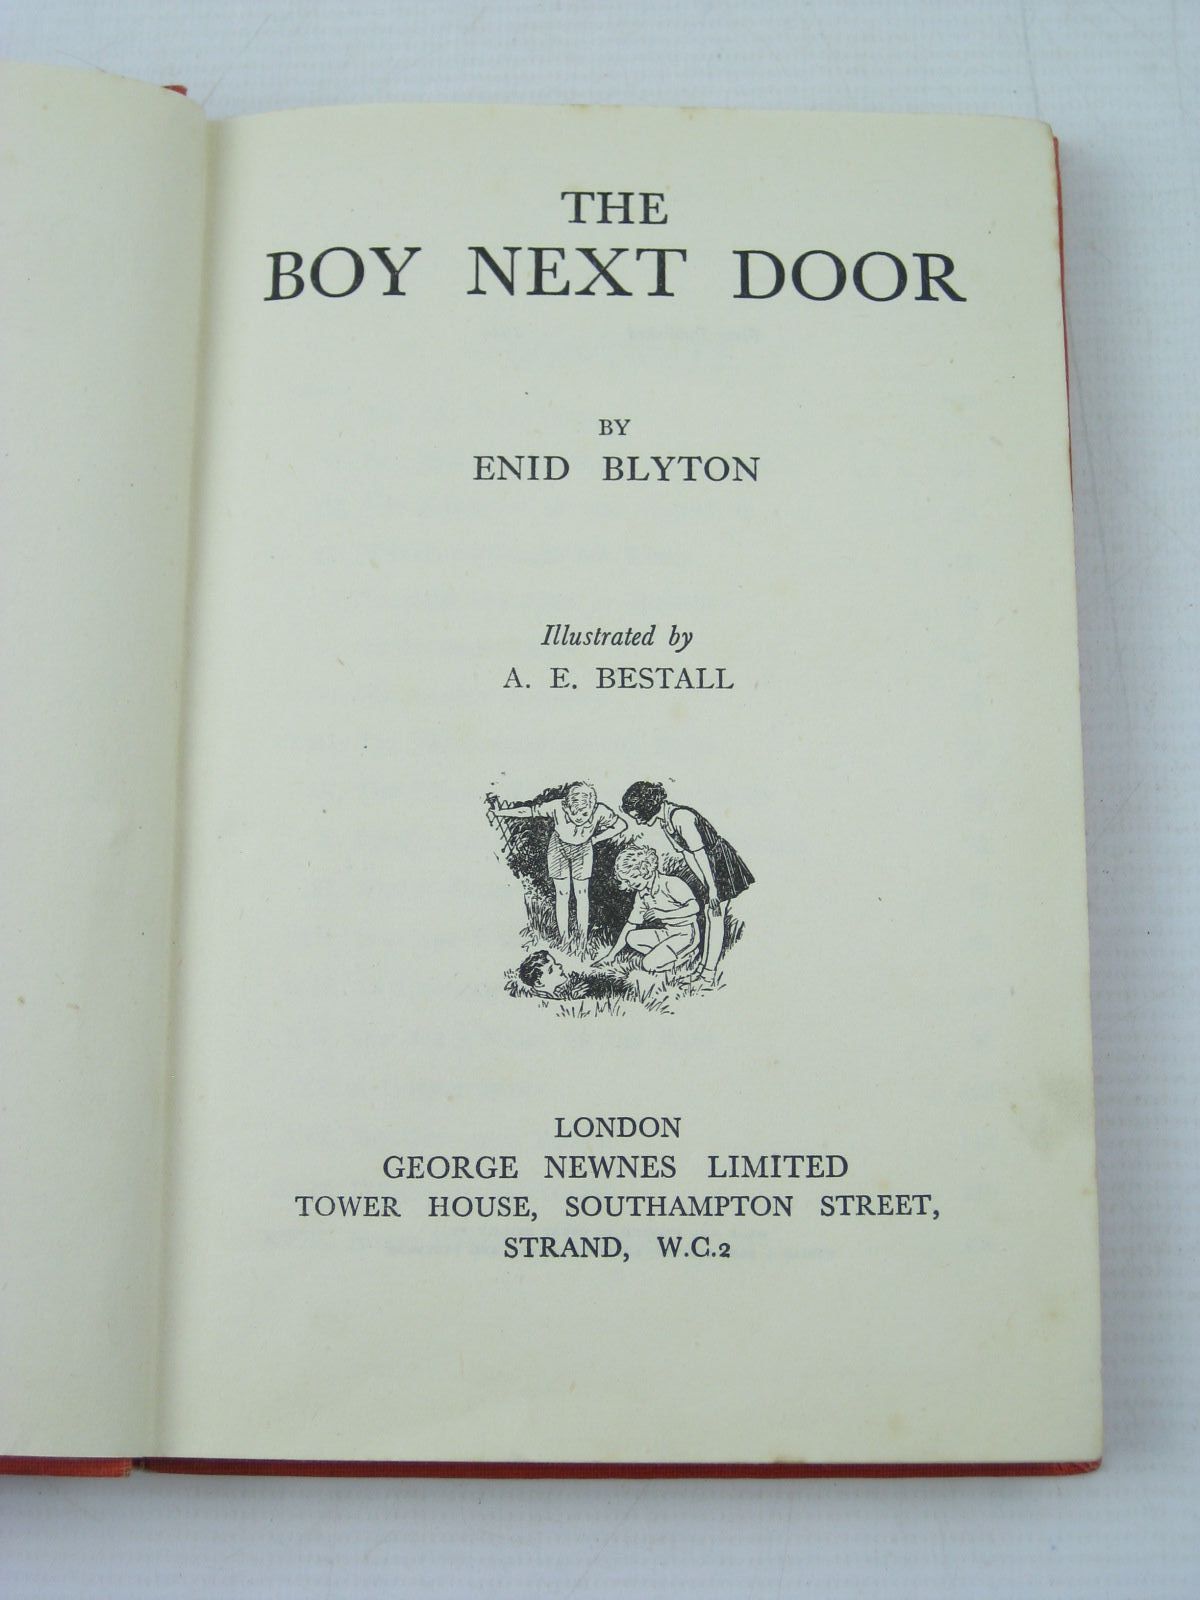 THE
BOY NEXT DOOR
BY
ENID BLYTON
Illustrated by
A. E. BESTALL
LONDON
GEORGE NEWNES LIMITED
TOWER HOUSE, SOUTHAMPTON STREET,
STRAND, W.C.2